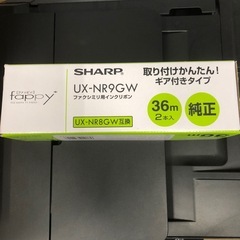 fappy
SHARP
UX-NR9GW
ファクシミリ用インクリボン
UX-NR8GW互換
取り付けかんたん!
ギア付きタイプ
36m
2本入
純正